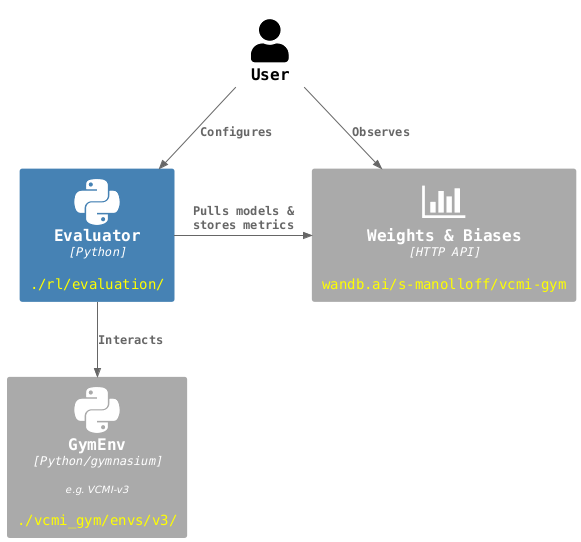 User
Configures
Observes
Evaluator
[Python]
./rl/evaluation/
Pulls models &
stores metrics
Weights & Biases
[HTTP API]
wandb.ai/s-manolloff/vcmi-gym
Interacts
GymEnv
[Python/gymnasium]
e.g. VCMI-v3
./vcmi_gym/envs/v3/